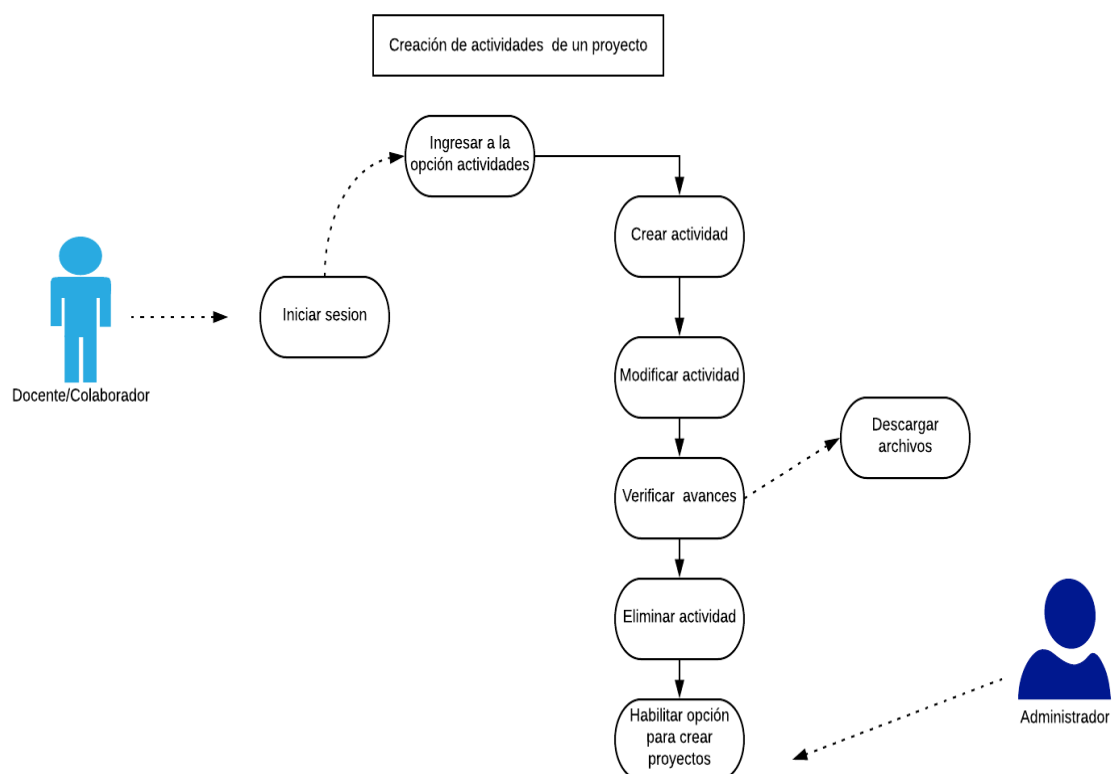 Creación de actividades de un proyecto
Ingresar a la
opción actividades
Crear actividad
Iniciar sesion
Modificar actividad
Docente/Colaborador
Descargar
archivos
Verificar avances
Eliminar actividad
Habilitar opción
para crear
proyectos
Administrador